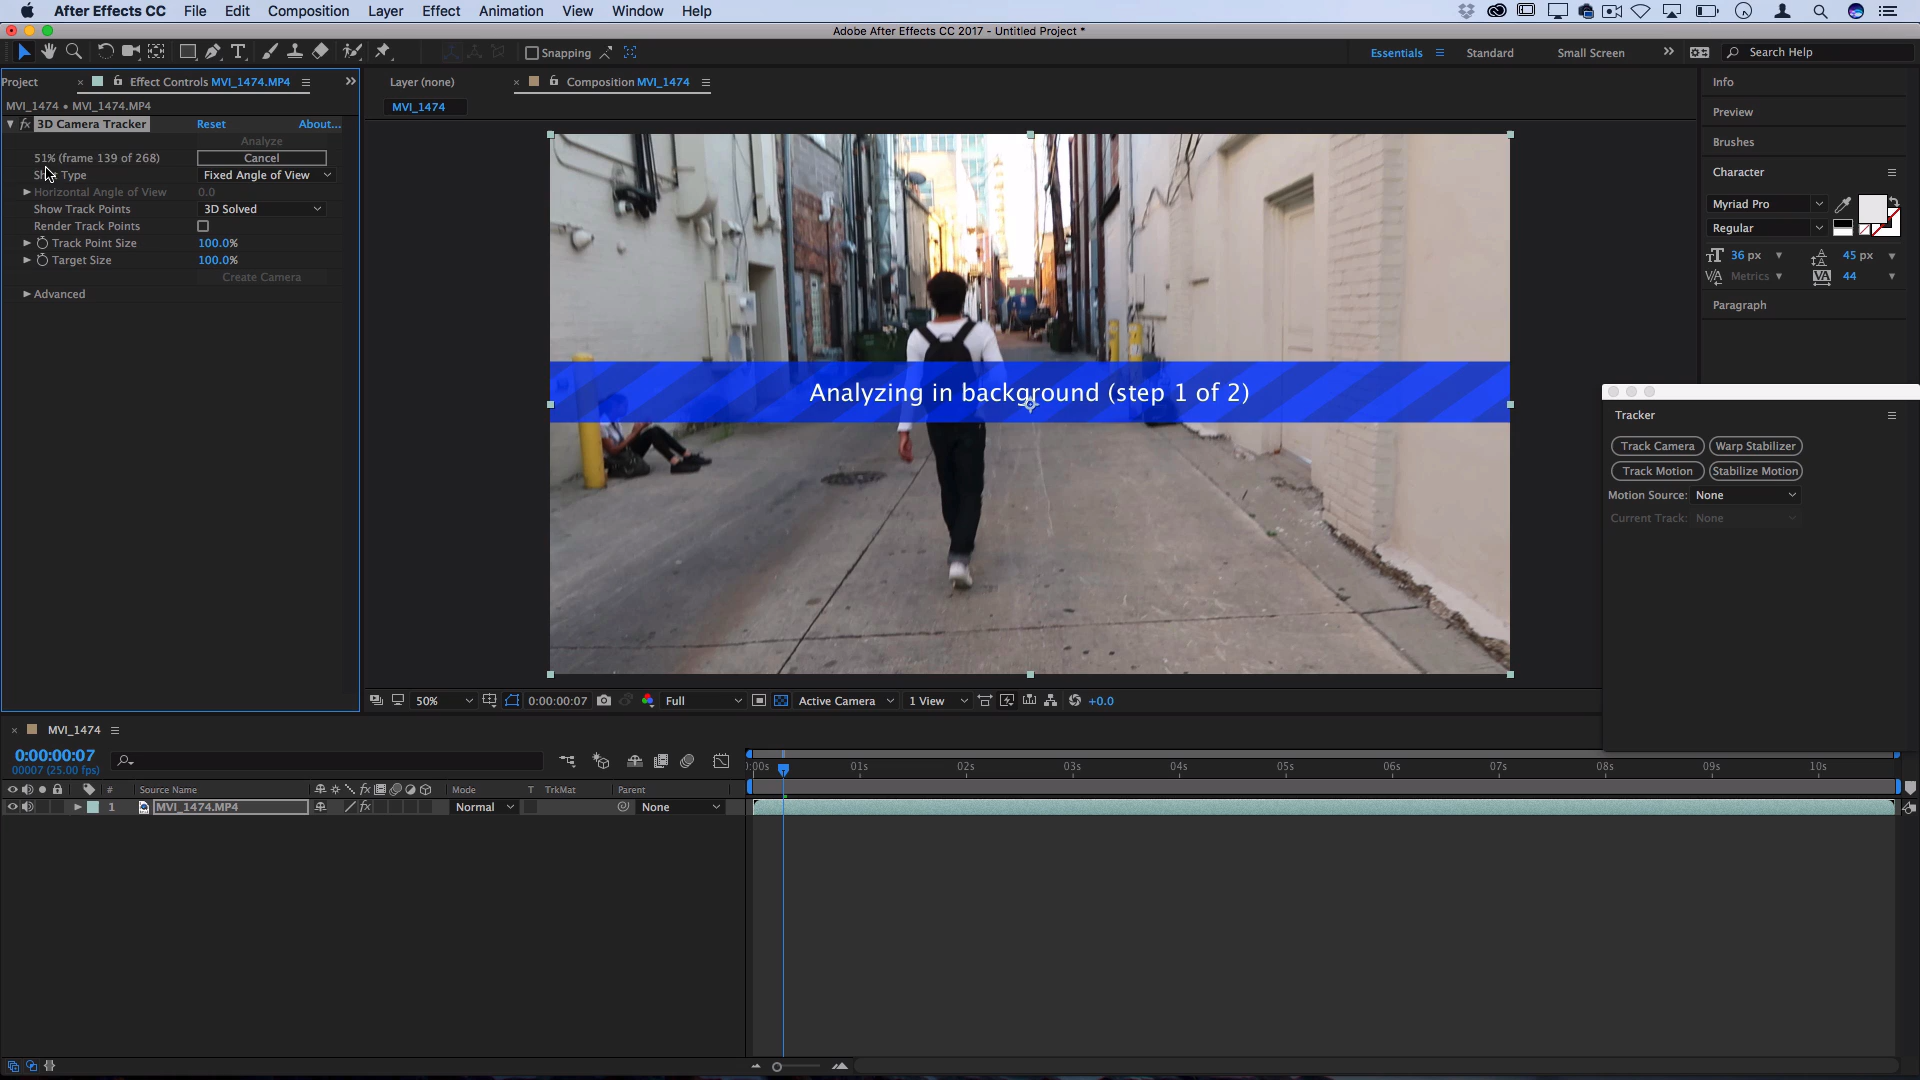 After Effects CC File Edit Composition Layer Effect Animation View Window Help
Adobe After Effects CC 2017 - Untitled Project *
Snapping Essentials Standard Small Screen Search Help
Project Effect Controls MVI_1474.MP4
Layer (none) Composition MVI_1474
MVI_1474 • MVI_1474.MP4
MVI_1474
fx 3D Camera Tracker Reset About...
Analyze
51% (frame 139 of 268) Cancel
Type Fixed Angle of View
Horizontal Angle of View 0.0
Show Track Points 3D Solved
Render Track Points
Track Point Size 100.0%
Target Size 100.0%
Create Camera
Advanced
Analyzing in background (step 1 of 2)
Info
Preview
Brushes
Character
Myriad Pro
Regular
36 px 45 px
Metrics 44
Paragraph
Tracker
Track Camera Warp Stabilizer
Track Motion Stabilize Motion
Motion Source: None
Current Track: None
50% 0:00:00:07 Full Active Camera 1 View +0.0
MVI_1474
0:00:00:07
00007 (25.00 fps)
:00s 01s 02s 03s 04s 05s 06s 07s 08s 09s 10s
# Source Name Mode T TrkMat Parent
1 MVI_1474.MP4 Normal None